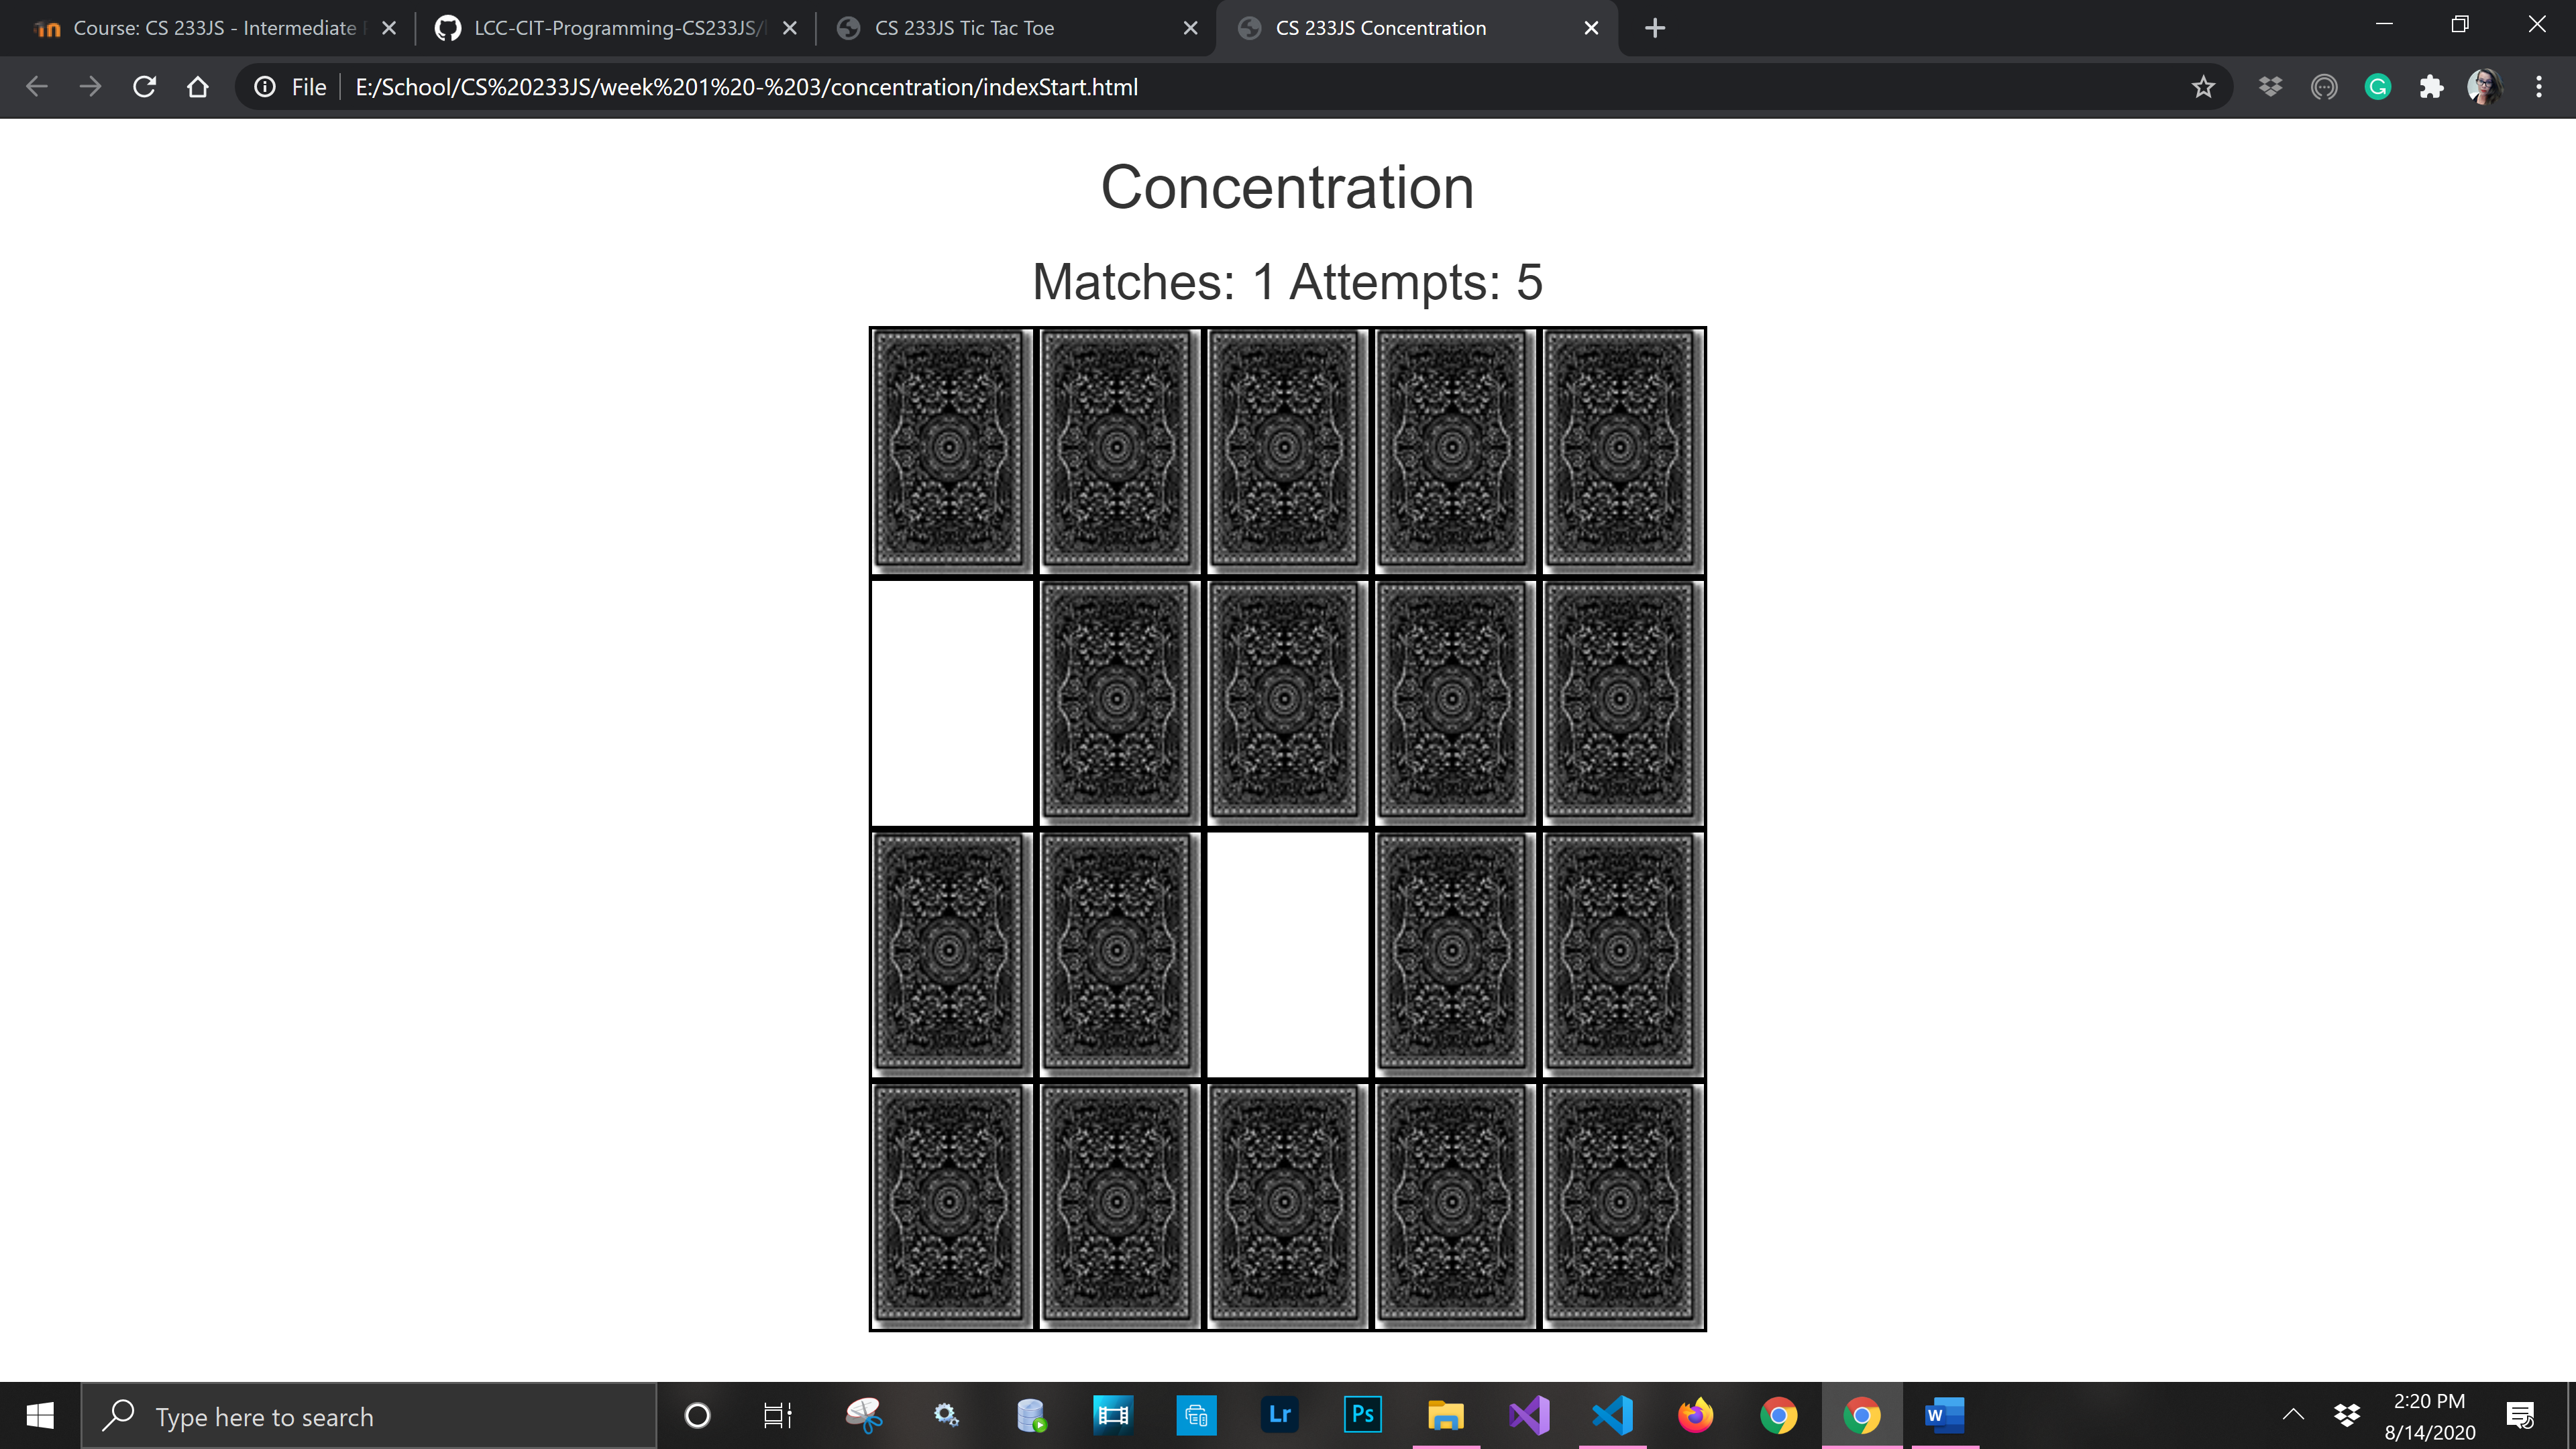 Course: CS 233JS - Intermediate
LCC-CIT-Programming-CS233JS/
CS 233JS Tic Tac Toe
CS 233JS Concentration
File
E:/School/CS%20233JS/week%201%20-%203/concentration/indexStart.html
Concentration
Matches: 1 Attempts: 5
Type here to search
Lr
Ps
W
2:20 PM
8/14/2020